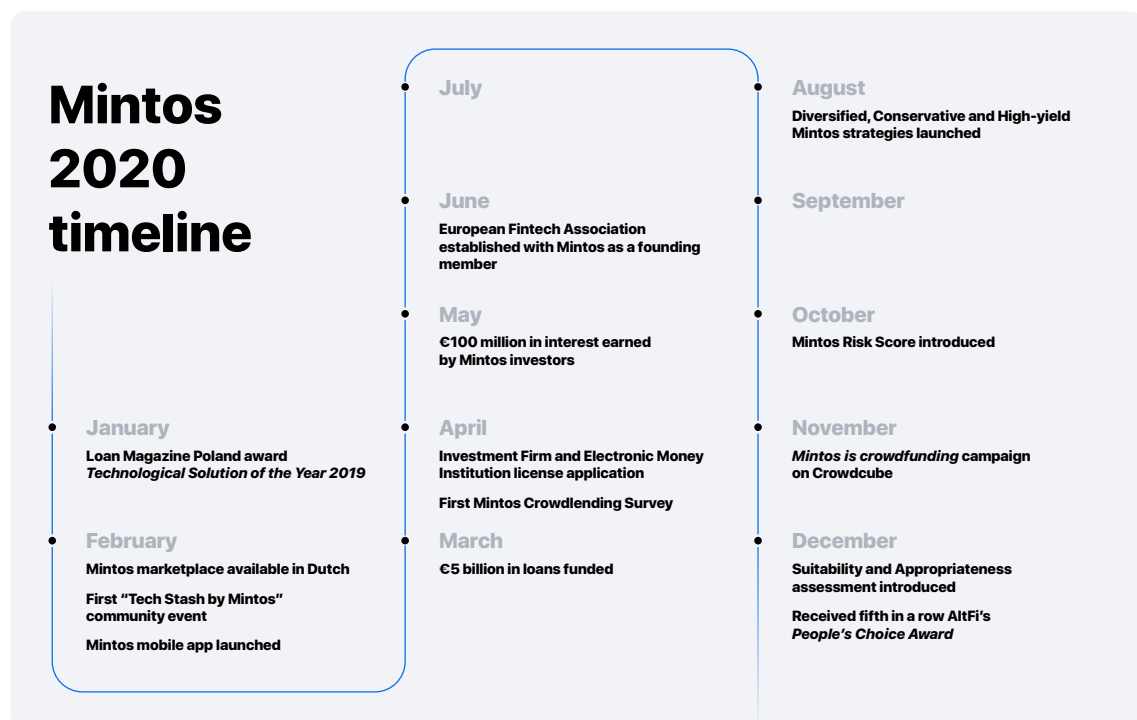 Mintos
2020
timeline
January
Loan Magazine Poland award
Technological Solution of the Year 2019
February
Mintos marketplace available in Dutch
First “Tech Stash by Mintos”
community event
Mintos mobile app launched
March
€5 billion in loans funded
April
Investment Firm and Electronic Money
Institution license application
First Mintos Crowdlending Survey
May
€100 million in interest earned
by Mintos investors
June
European Fintech Association
established with Mintos as a founding
member
July
August
Diversified, Conservative and High-yield
Mintos strategies launched
September
October
Mintos Risk Score introduced
November
Mintos is crowdfunding campaign
on Crowdcube
December
Suitability and Appropriateness
assessment introduced
Received fifth in a row AltFi’s
People’s Choice Award